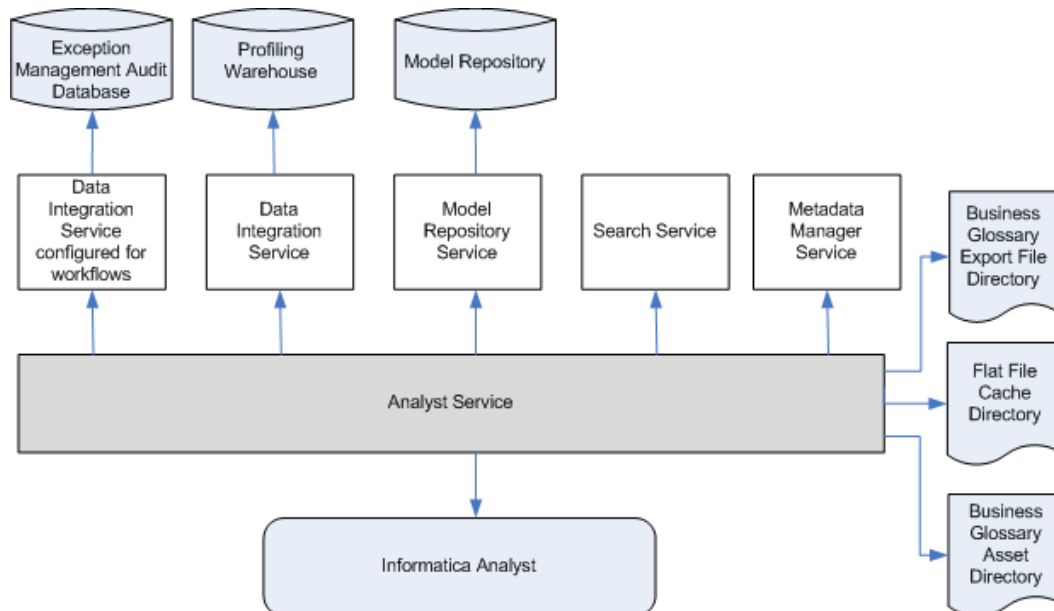 Exception
Management Audit
Database
Profiling
Warehouse
Model Repository
Data
Integration
Service
configured for
workflows
Data
Integration
Service
Model
Repository
Service
Search Service
Metadata
Manager
Service
Business
Glossary
Export File
Directory
Analyst Service
Flat File
Cache
Directory
Informatica Analyst
Business
Glossary
Asset
Directory